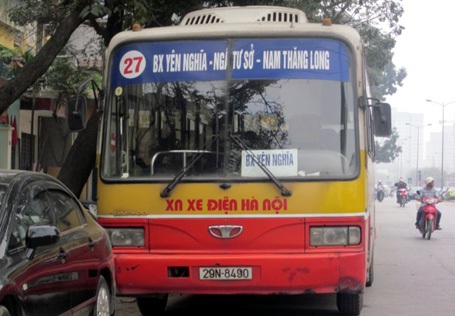 27 BX YÊN NGHĨA - NGÃ TƯ SỞ - NAM THĂNG LONG
BX YÊN NGHĨA
XN XE ĐIỆN HÀ NỘI
29N-8490